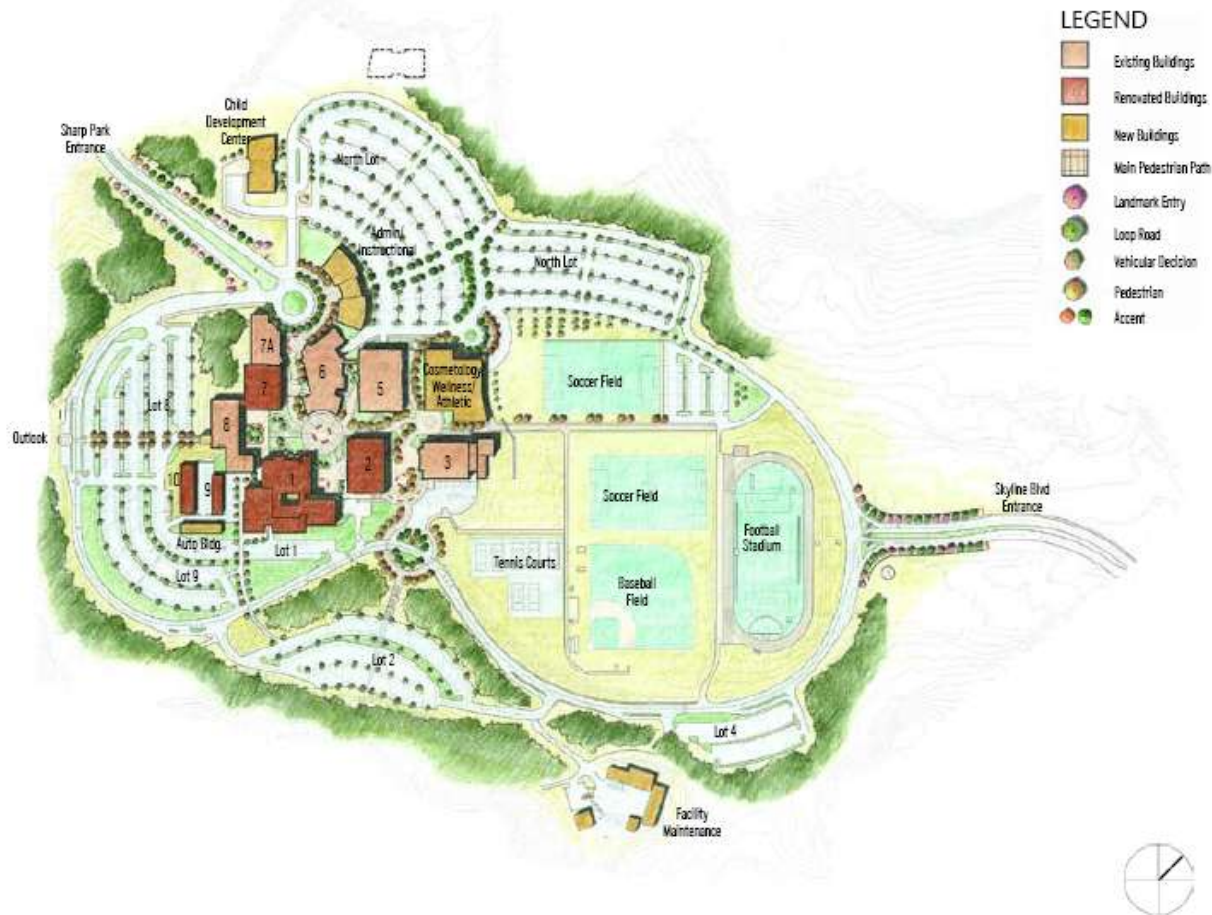 LEGEND
Existing Buildings
Renovated Buildings
New Buildings
Main Pedestrian Path
Landmark Entry
Loop Road
Vehicular Decision
Pedestrian
Accent
Child
Development
Center
Sharp Park
Entrance
North Lot
Admin/
Instructional
North Lot
7A
7
6
5
Cosmetology
Wellness/
Athletic
Soccer Field
Lot 8
8
Outlook
10
9
1
2
3
Soccer Field
Football
Stadium
Skyline Blvd
Entrance
Auto Bldg.
Lot 1
Lot 9
Tennis Courts
Baseball
Field
Lot 2
Lot 4
Facility
Maintenance